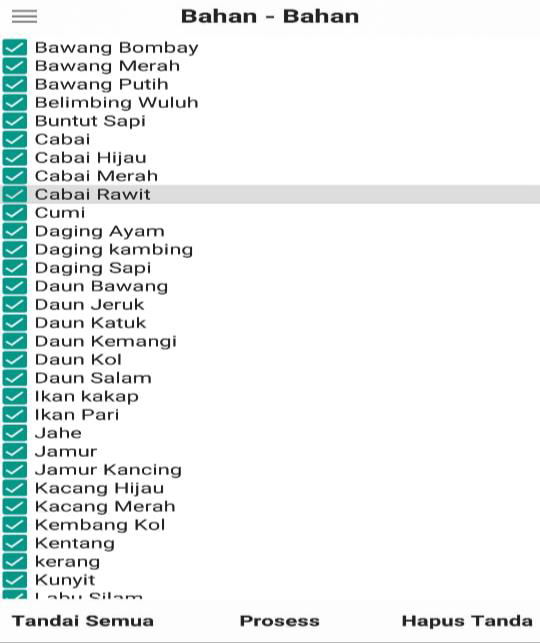 Bahan - Bahan
Bawang Bombay
Bawang Merah
Bawang Putih
Belimbing Wuluh
Buntut Sapi
Cabai
Cabai Hijau
Cabai Merah
Cabai Rawit
Cumi
Daging Ayam
Daging kambing
Daging Sapi
Daun Bawang
Daun Jeruk
Daun Katuk
Daun Kemangi
Daun Kol
Daun Salam
Ikan kakap
Ikan Pari
Jahe
Jamur
Jamur Kancing
Kacang Hijau
Kacang Merah
Kembang Kol
Kentang
kerang
Kunyit
Labu
Tandai Semua Prosess Hapus Tanda